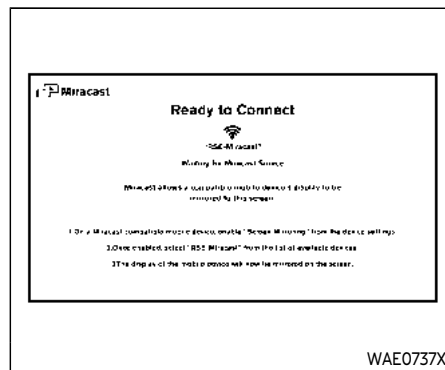 Miracast
Ready to Connect
"RSE-Miracast"
Waiting for Miracast Source
Miracast allows a compatible mobile device's display to be
mirrored to this screen
1.On a Miracast compatible mobile device, enable "Screen Mirroring" from the device settings
2.Once enabled, select "RSE-Miracast" from the list of available devices
3.The display of the mobile device will now be mirrored on the screen.
WAE0737X